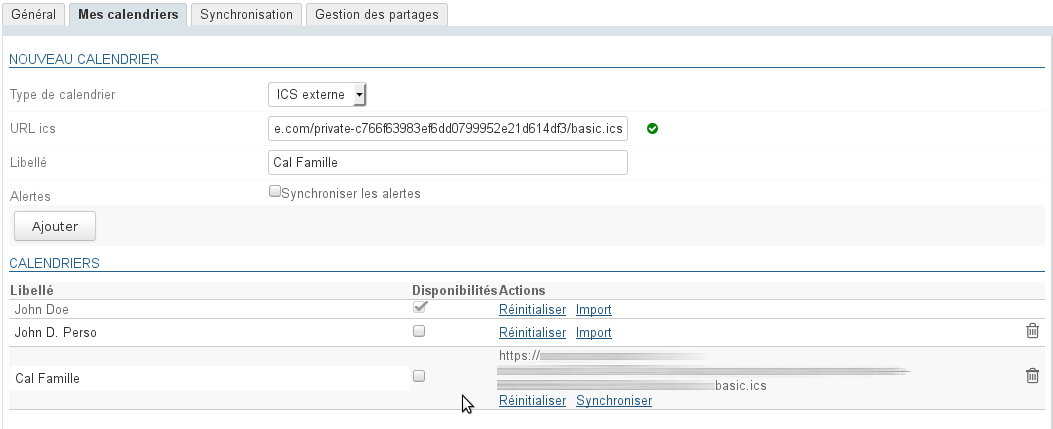 Général Mes calendriers Synchronisation Gestion des partages
NOUVEAU CALENDRIER
Type de calendrier ICS externe
URL ics e.com/private-c766f63983ef6dd0799952e21d614df3/basic.ics
Libellé Cal Famille
Alertes Synchroniser les alertes
Ajouter
CALENDRIERS
Libellé Disponibilités Actions
John Doe Réinitialiser Import
John D. Perso Réinitialiser Import
https://
Cal Famille
basic.ics
Réinitialiser Synchroniser